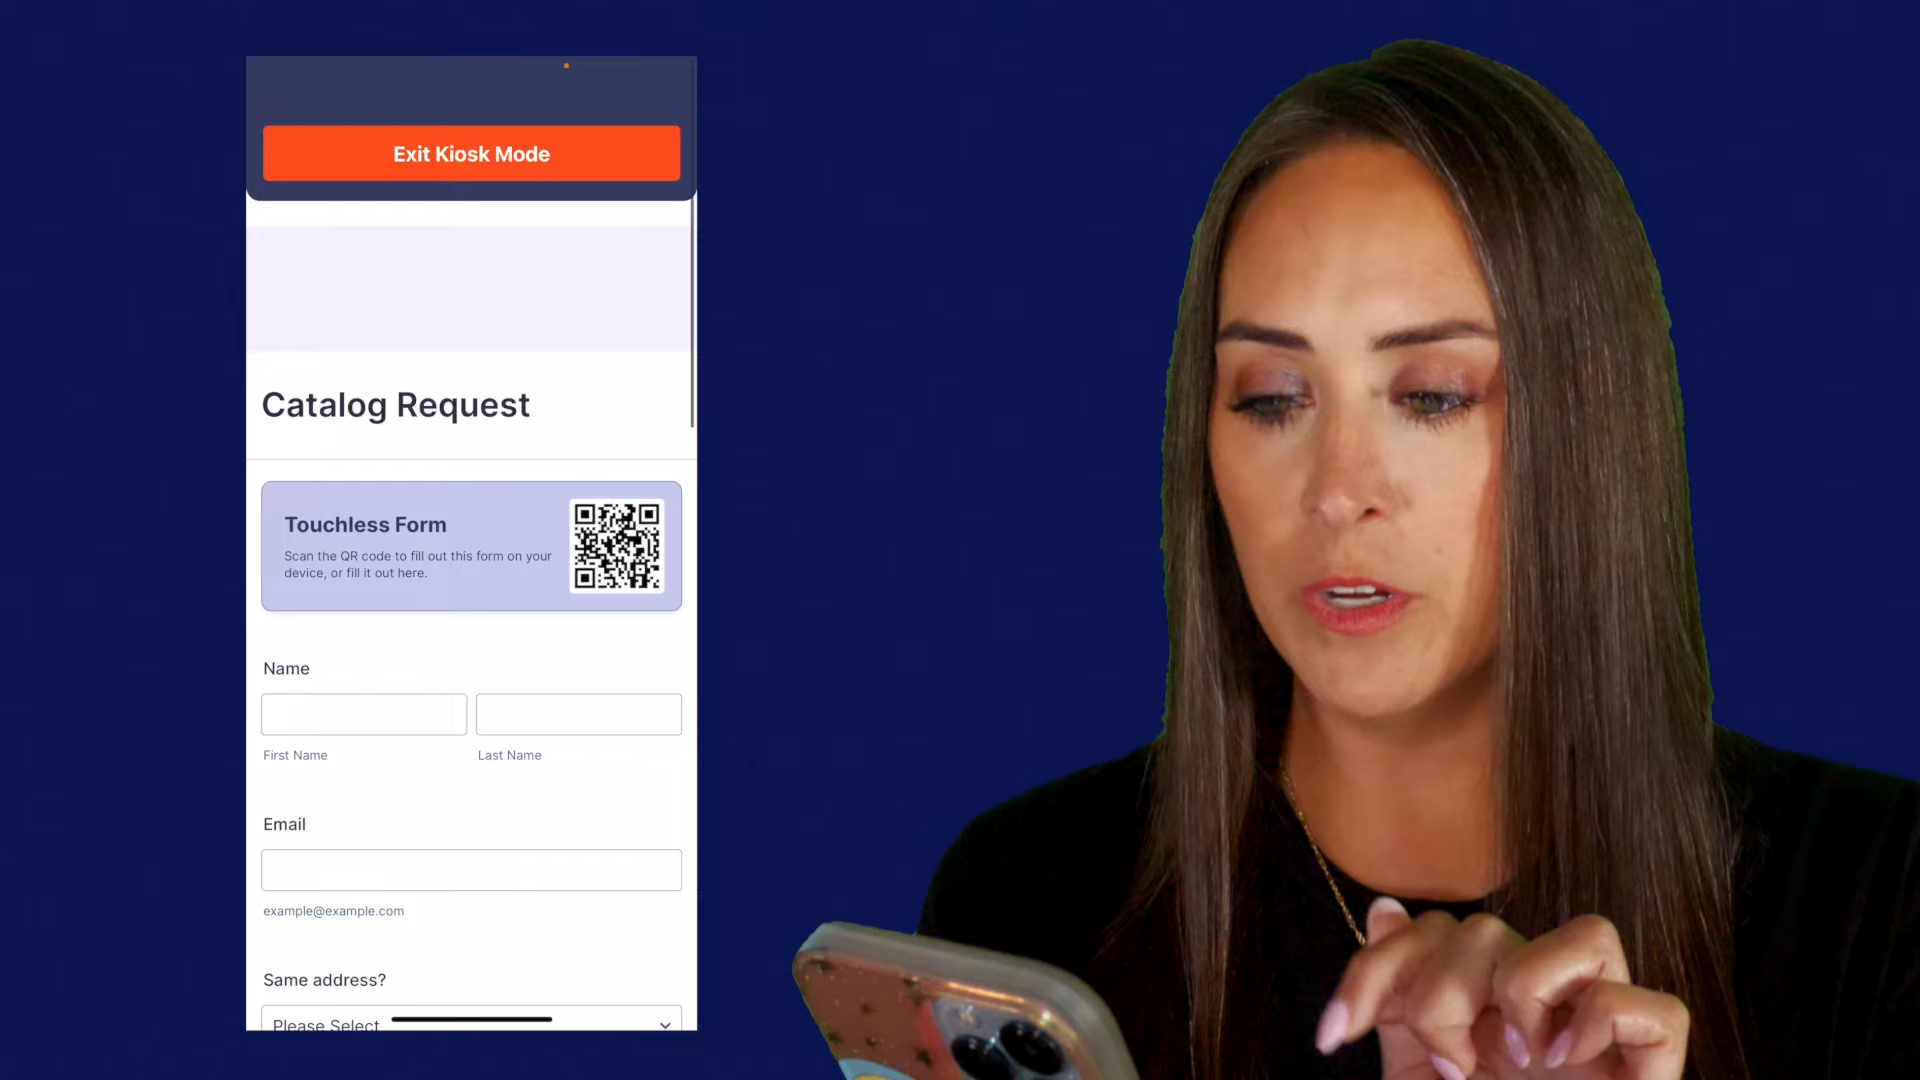 Exit Kiosk Mode
Catalog Request
Touchless Form
Scan the QR code to fill out this form on your
device, or fill it out here.
Name
First Name
Last Name
Email
example@example.com
Same address?
Please Select